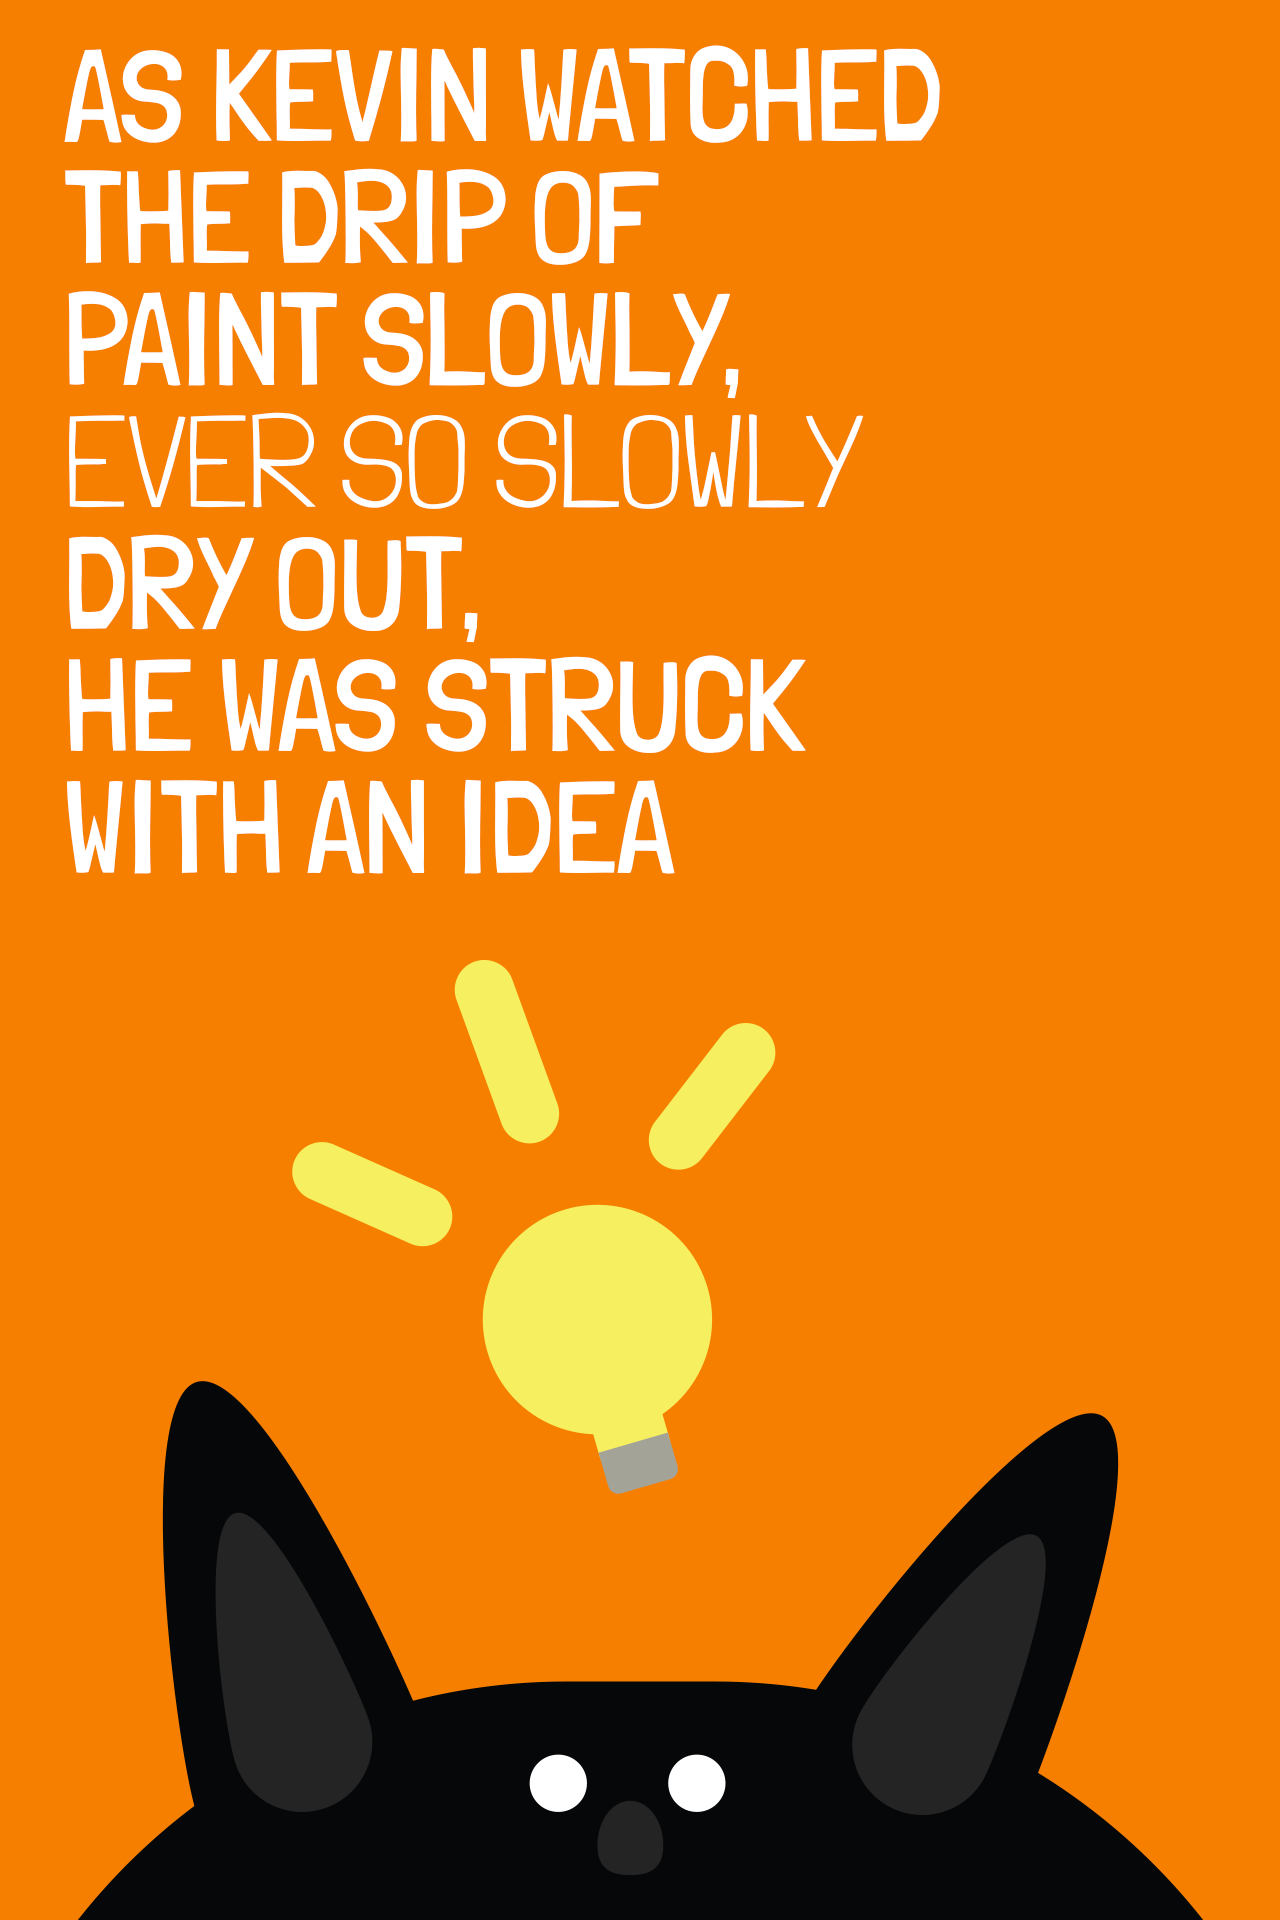 AS KEVIN WATCHED
THE DRIP OF
PAINT SLOWLY,
EVER SO SLOWLY
DRY OUT,
HE WAS STRUCK
WITH AN IDEA